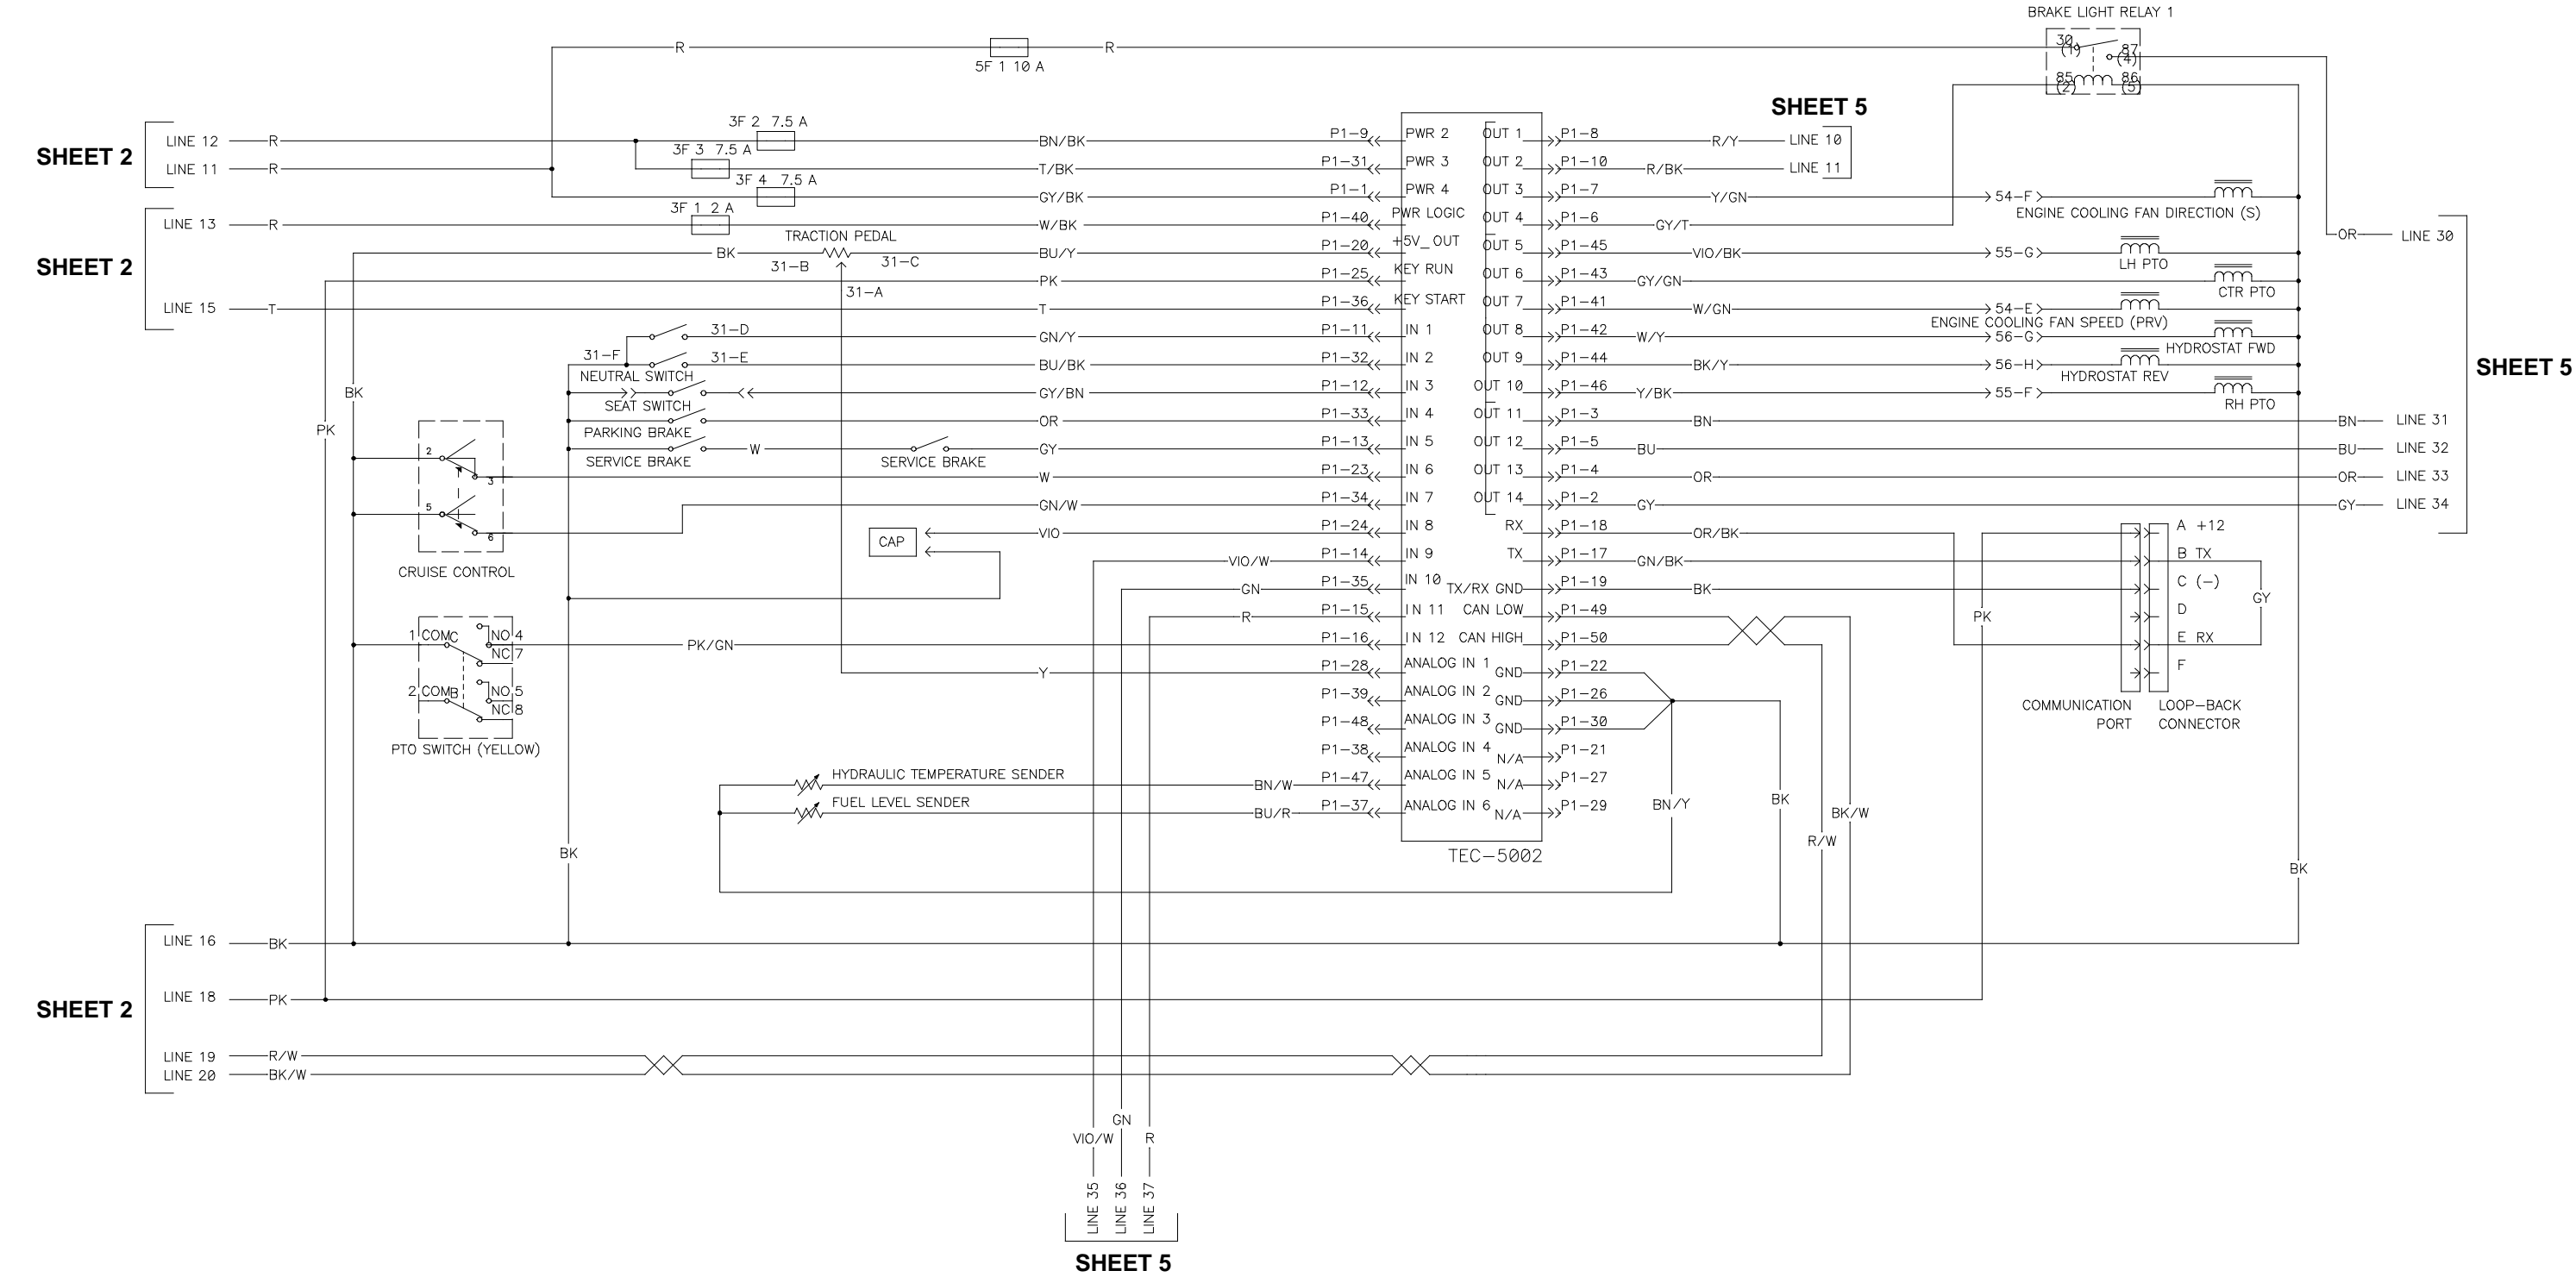 BRAKE LIGHT RELAY 1
30
(1)
87
(4)
85
(2)
86
(5)
R
R
5F 1 10 A
SHEET 5
SHEET 2
LINE 12
R
3F 2 7.5 A
BN/BK
P1-9
PWR 2
OUT 1
P1-8
R/Y
LINE 10
LINE 11
R
3F 3 7.5 A
T/BK
P1-31
PWR 3
OUT 2
P1-10
R/BK
LINE 11
3F 4 7.5 A
GY/BK
P1-1
PWR 4
OUT 3
P1-7
Y/GN
54-F
ENGINE COOLING FAN DIRECTION (S)
SHEET 2
LINE 13
R
3F 1 2 A
W/BK
P1-40
PWR LOGIC
OUT 4
P1-6
GY/T
OR
LINE 30
TRACTION PEDAL
BK
31-B
31-C
BU/Y
P1-20
+5V_OUT
OUT 5
P1-45
VIO/BK
55-G
LH PTO
31-A
PK
P1-25
KEY RUN
OUT 6
P1-43
GY/GN
CTR PTO
LINE 15
T
T
P1-36
KEY START
OUT 7
P1-41
W/GN
54-E
ENGINE COOLING FAN SPEED (PRV)
31-D
GN/Y
P1-11
IN 1
OUT 8
P1-42
W/Y
56-G
HYDROSTAT FWD
31-F
31-E
NEUTRAL SWITCH
BU/BK
P1-32
IN 2
OUT 9
P1-44
BK/Y
56-H
HYDROSTAT REV
SHEET 5
BK
SEAT SWITCH
GY/BN
P1-12
IN 3
OUT 10
P1-46
Y/BK
55-F
RH PTO
PK
PARKING BRAKE
OR
P1-33
IN 4
OUT 11
P1-3
BN
BN
LINE 31
SERVICE BRAKE
W
SERVICE BRAKE
GY
P1-13
IN 5
OUT 12
P1-5
BU
BU
LINE 32
2
3
W
P1-23
IN 6
OUT 13
P1-4
OR
OR
LINE 33
5
6
GN/W
P1-34
IN 7
OUT 14
P1-2
GY
GY
LINE 34
CRUISE CONTROL
CAP
VIO
P1-24
IN 8
RX
P1-18
OR/BK
A +12
VIO/W
P1-14
IN 9
TX
P1-17
GN/BK
B TX
GN
P1-35
IN 10
TX/RX GND
P1-19
BK
C (-)
GY
R
P1-15
IN 11
CAN LOW
P1-49
PK
D
1 COM
C
NO 4
NC 7
PK/GN
P1-16
IN 12
CAN HIGH
P1-50
E RX
Y
P1-28
ANALOG IN 1
GND
P1-22
F
2 COM
B
NO 5
NC 8
PTO SWITCH (YELLOW)
P1-39
ANALOG IN 2
GND
P1-26
COMMUNICATION
PORT
LOOP-BACK
CONNECTOR
P1-48
ANALOG IN 3
GND
P1-30
P1-38
ANALOG IN 4
N/A
P1-21
HYDRAULIC TEMPERATURE SENDER
BN/W
P1-47
ANALOG IN 5
N/A
P1-27
FUEL LEVEL SENDER
BU/R
P1-37
ANALOG IN 6
N/A
P1-29
BN/Y
BK
BK/W
R/W
TEC-5002
BK
BK
SHEET 2
LINE 16
BK
LINE 18
PK
LINE 19
R/W
LINE 20
BK/W
VIO/W
GN
R
LINE 35
LINE 36
LINE 37
SHEET 5